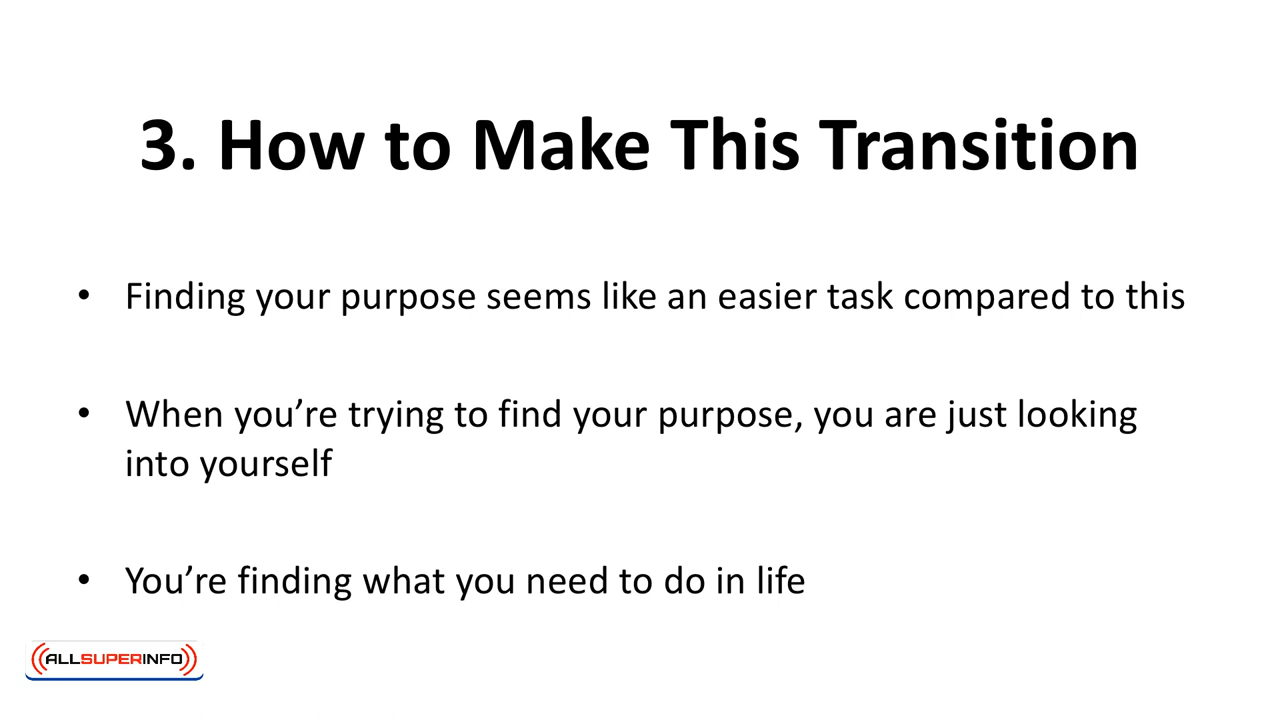 3. How to Make This Transition
• Finding your purpose seems like an easier task compared to this
• When you’re trying to find your purpose, you are just looking
into yourself
• You’re finding what you need to do in life
ALLSUPERINFO